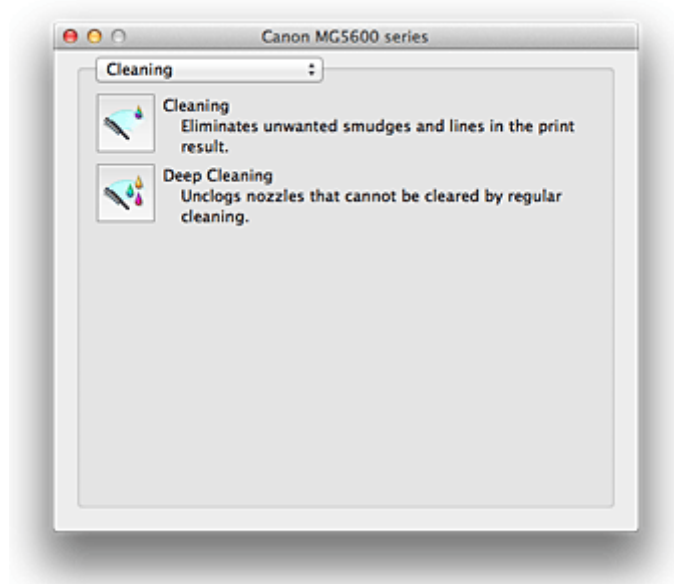 Canon MG5600 series
Cleaning
Cleaning
Eliminates unwanted smudges and lines in the print
result.
Deep Cleaning
Unclogs nozzles that cannot be cleared by regular
cleaning.